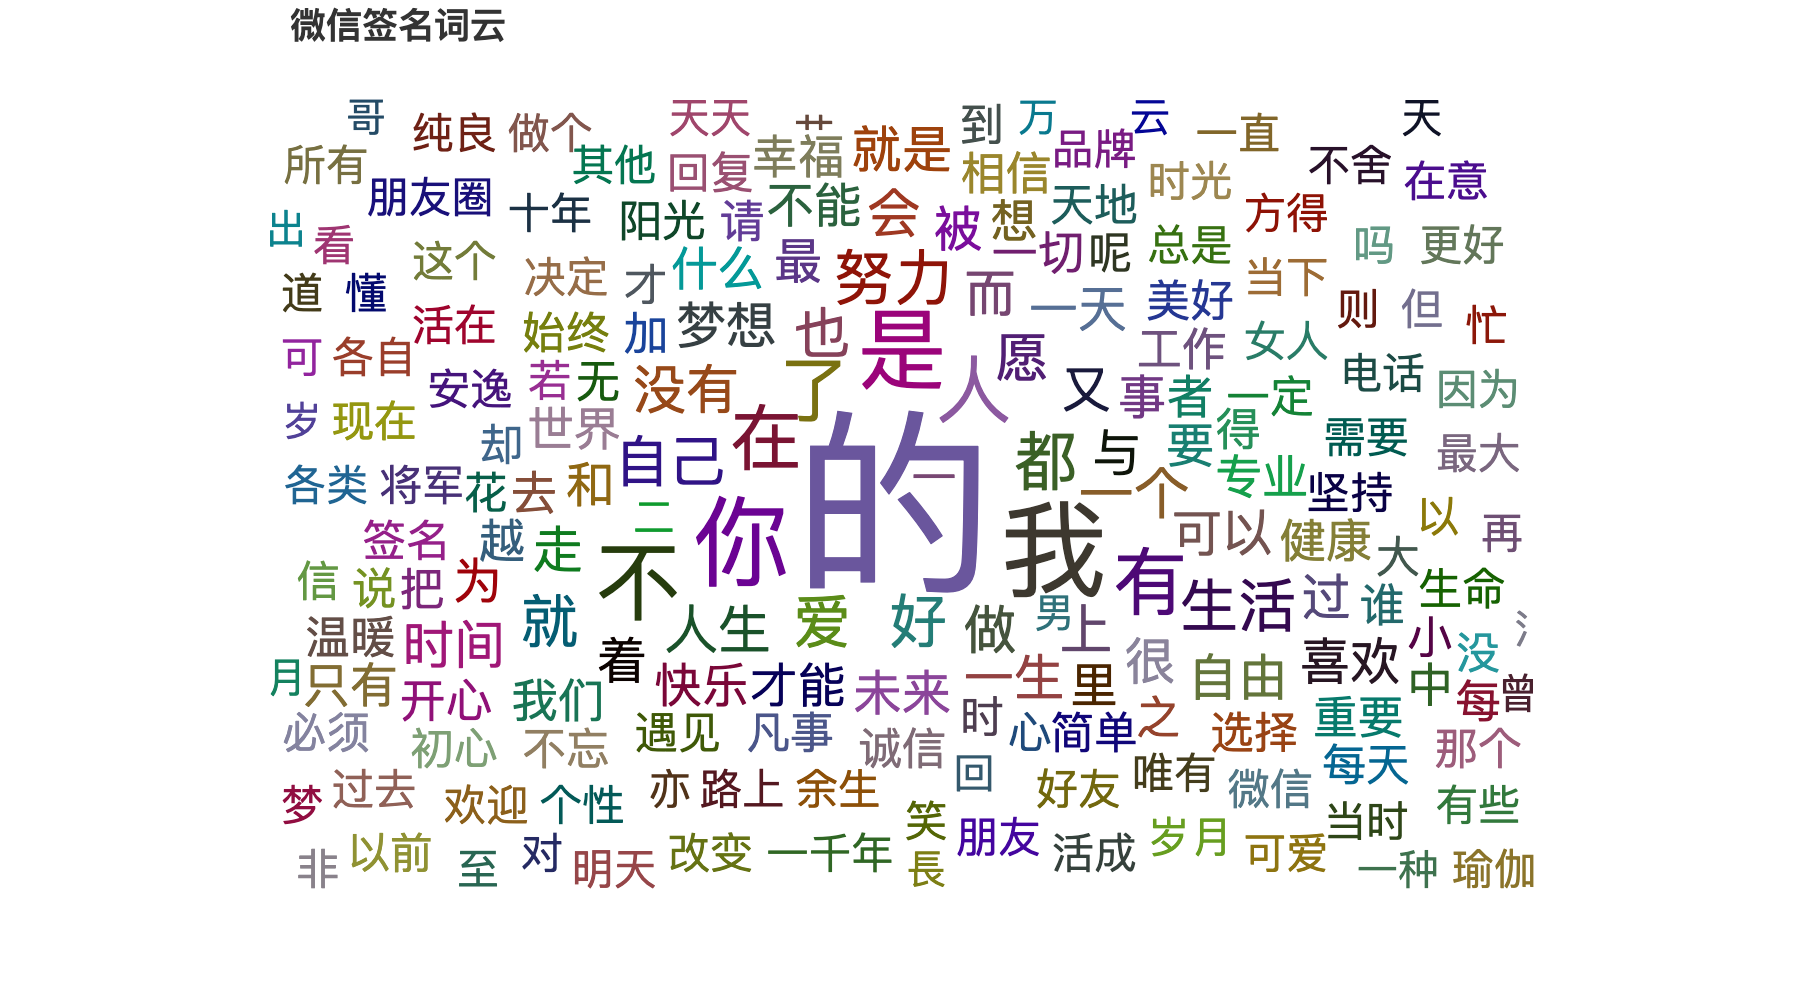 微信签名词云
哥 纯良 做个 天天 艹 到 万 云 一直 天
所有 其他 回复 幸福 就是 相信 品牌 时光 不舍 在意
朋友圈 十年 阳光 请 不能 会 被 想 天地 方得
出 看 这个 决定 才 什么 最 努力 而 一切 呢 总是 当下 吗 更好
道 懂 活在 始终 加 梦想 也 是 一天 美好 则 但 忙
可 各自 安逸 若 无 没有 了 人 愿 又 工作 女人 电话 因为
岁 现在 却 世界 自己 在 的 一 都 与 事 者 一定 要 得 需要 最大
各类 将军 花 去 和 二 你 我 一个 专业 坚持 以 再
签名 越 走 不 有 可以 健康 大
信 说 把 为 就 人生 爱 好 做 男 上 生活 过 谁 生命
温暖 时间 着 快乐 才能 未来 一生 里 很 自由 喜欢 小 没 氵
月 只有 开心 我们 时 心 简单 之 选择 重要 中 每 曾
必须 初心 不忘 遇见 凡事 诚信 回 好友 唯有 微信 每天 那个
梦 过去 欢迎 个性 亦 路上 余生 笑 朋友 活成 岁月 当时 有些
非 以前 至 对 明天 改变 一千年 長 可爱 一种 瑜伽